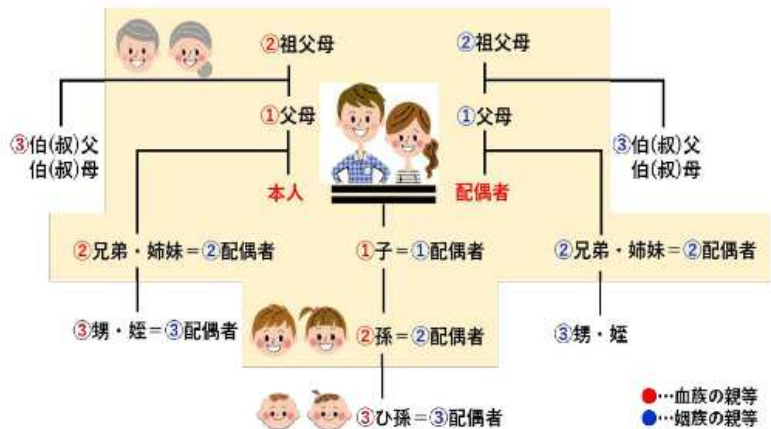 ②祖父母
②祖父母
①父母
①父母
③伯(叔)父
伯(叔)母
③伯(叔)父
伯(叔)母
本人
配偶者
②兄弟・姉妹＝②配偶者
①子＝①配偶者
②兄弟・姉妹＝②配偶者
③甥・姪＝③配偶者
②孫＝②配偶者
③甥・姪
③ひ孫＝③配偶者
●…血族の親等
●…姻族の親等